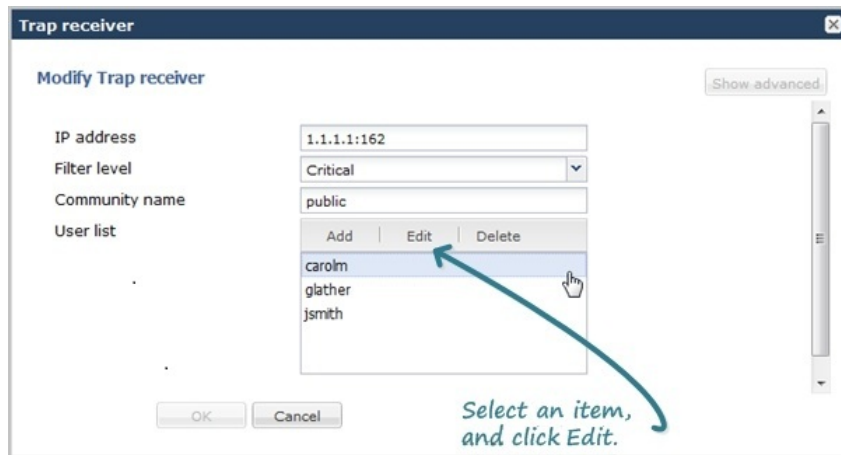 Trap receiver
Modify Trap receiver
Show advanced
IP address
1.1.1.1:162
Filter level
Critical
Community name
public
User list
Add | Edit | Delete
carolm
glather
jsmith
OK
Cancel
Select an item,
and click Edit.